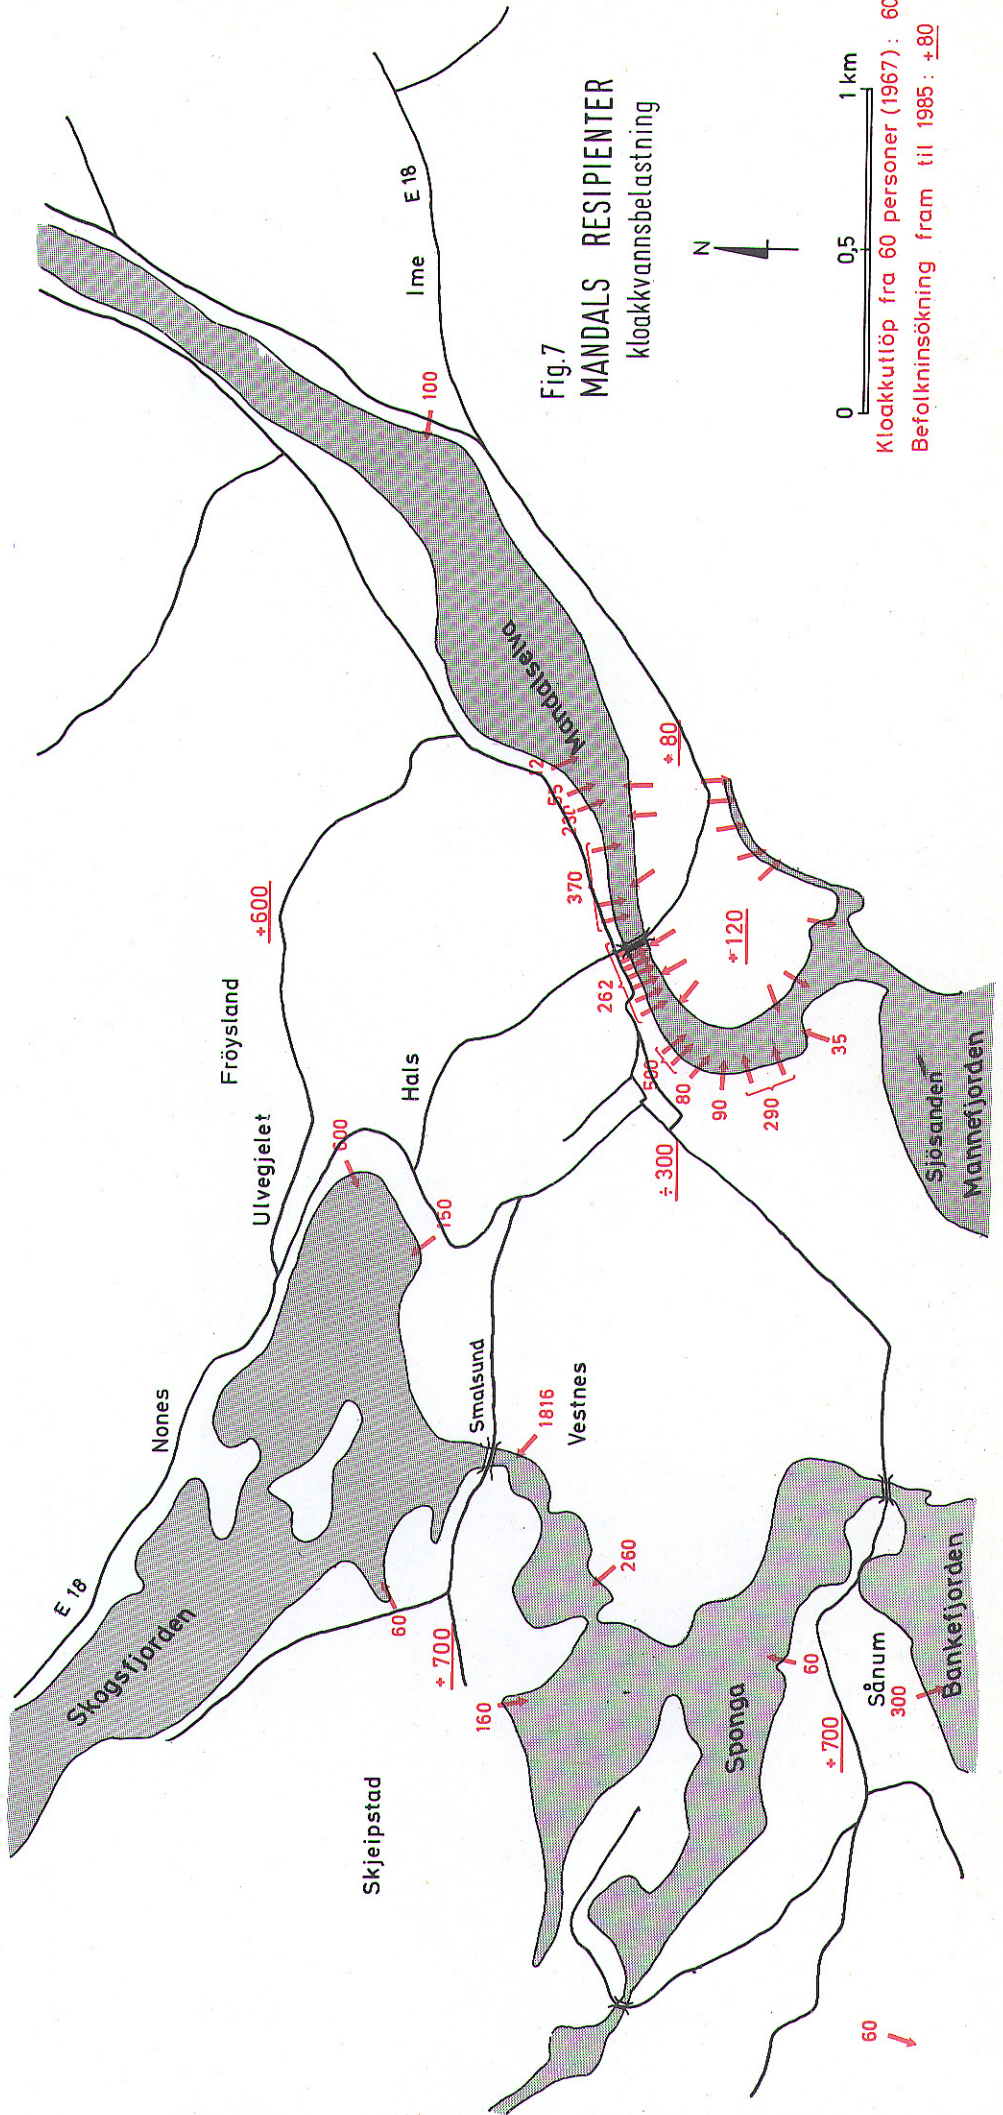 Fig. 7
MANDALS RESIPIENTER
kloakkvannsbelastning
N
0 0,5 1 km
Kloakkutlöp fra 60 personer (1967): 60
Befolkninsökning fram til 1985: +80
E 18
Skogsfjorden
Nones
Ulvegjelet
Fröysland
+600
600
150
Hals
Ime
E 18
100
Mandalselva
12
55
370
262
500
80
90
290
35
+80
+120
÷ 300
Sjösanden
Mannefjorden
Smalsund
Vestnes
1816
260
60
+700
160
Skjeipstad
Sponga
60
Sånum
300
+700
Bankefjorden
60